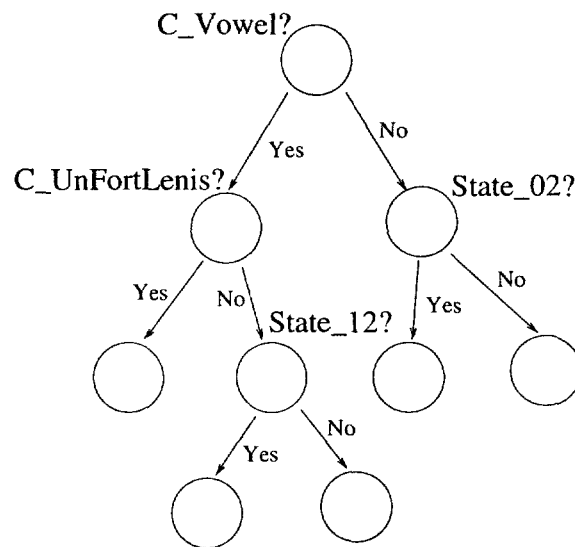 C_Vowel?
Yes
No
C_UnFortLenis?
State_02?
Yes
No
Yes
No
State_12?
Yes
No